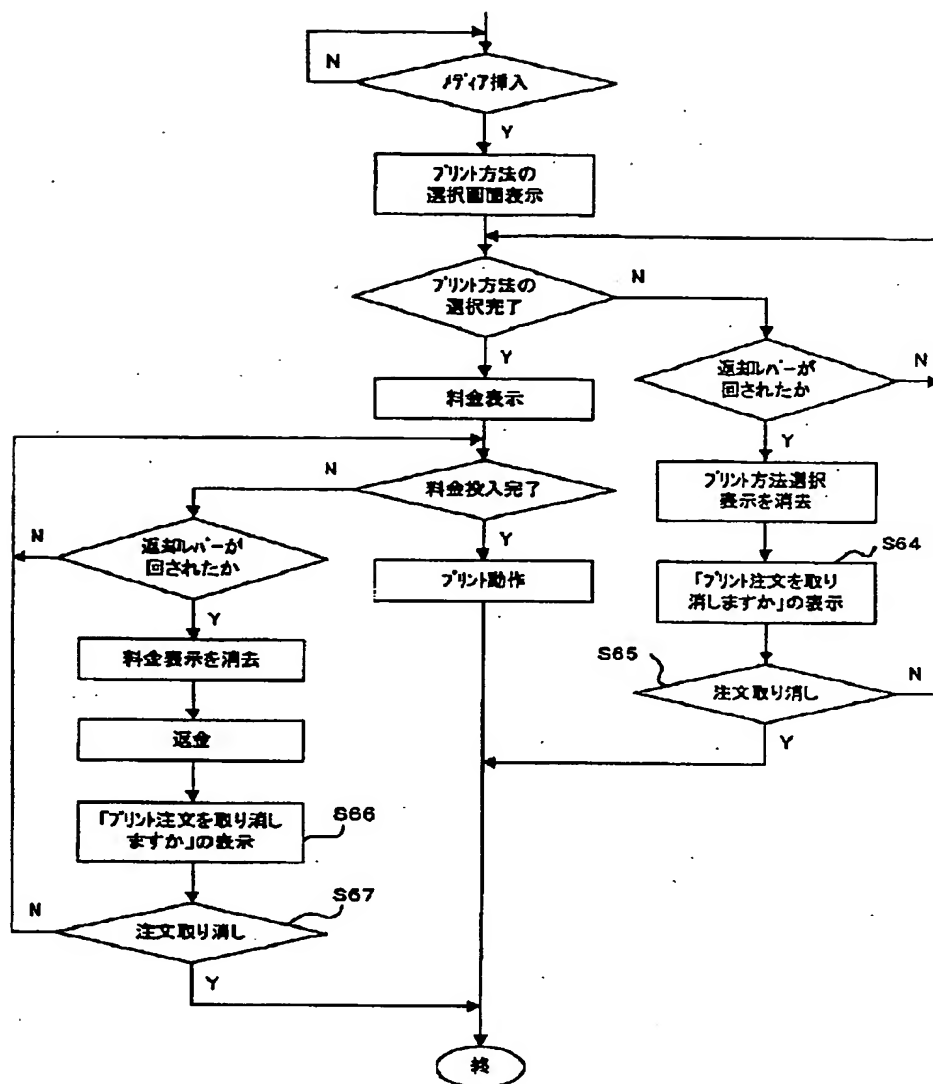 N
メディア挿入
Y
プリント方法の
選択画面表示
プリント方法の
選択完了
N
Y
返却レバーが
回されたか
N
料金表示
Y
N
料金投入完了
プリント方法選択
表示を消去
N
返却レバーが
回されたか
Y
S64
プリント動作
「プリント注文を取り
消しますか」の表示
Y
料金表示を消去
S65
注文取り消し
N
返金
Y
「プリント注文を取り消し
ますか」の表示
S66
S67
N
注文取り消し
Y
終